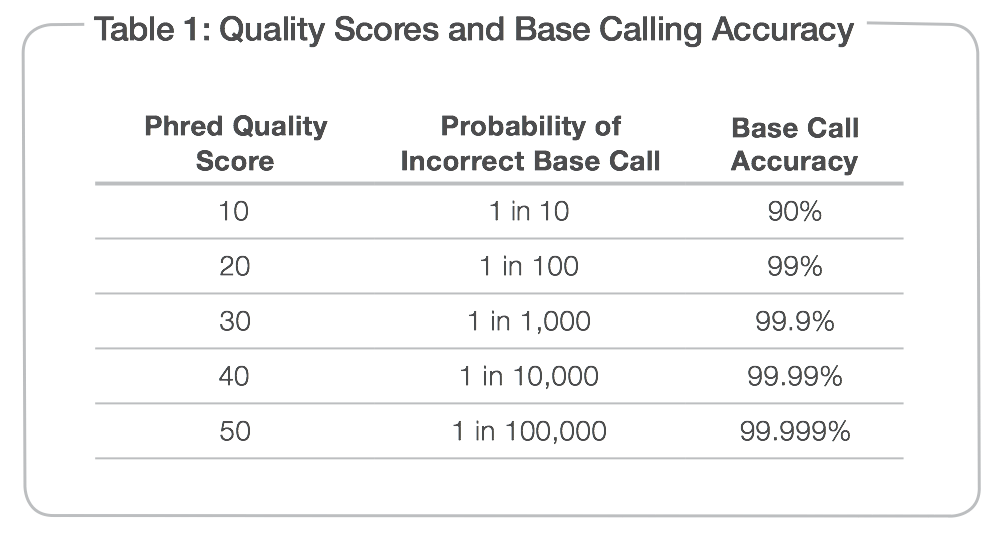 Table 1: Quality Scores and Base Calling Accuracy
Phred Quality Score Probability of Incorrect Base Call Base Call Accuracy
10 1 in 10 90%
20 1 in 100 99%
30 1 in 1,000 99.9%
40 1 in 10,000 99.99%
50 1 in 100,000 99.999%